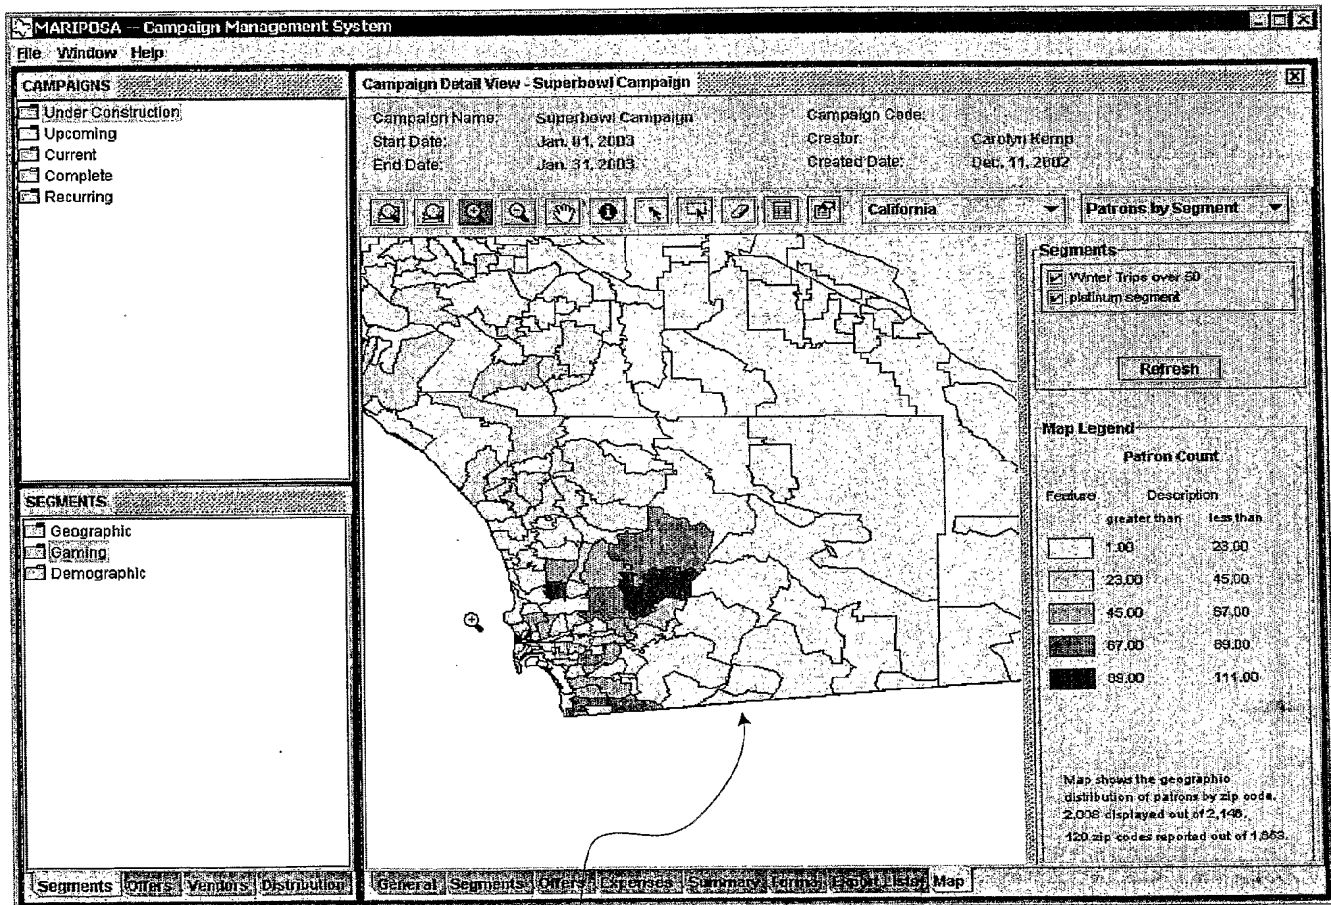 MARIPOSA -- Campaign Management System
File Window Help
CAMPAIGNS
Under Construction
Upcoming
Current
Complete
Recurring
SEGMENTS
Geographic
Gaming
Demographic
Segments Offers Vendors Distribution
Campaign Detail View - Superbowl Campaign
Campaign Name: Superbowl Campaign Campaign Code:
Start Date: Jan. 01, 2003 Creator: Carolyn Kemp
End Date: Jan. 31, 2003 Created Date: Dec. 11, 2002
California Patrons by Segment
Segments
Winter Trips over 50
platinum segment
Refresh
Map Legend
Patron Count
Feature Description
greater than less than
1.00 23.00
23.00 45.00
45.00 67.00
67.00 89.00
89.00 111.00
Map shows the geographic
distribution of patrons by zip code.
2,008 displayed out of 2,146.
120 zip codes reported out of
General Segments Offers Expenses Summary Format Export Lists Map